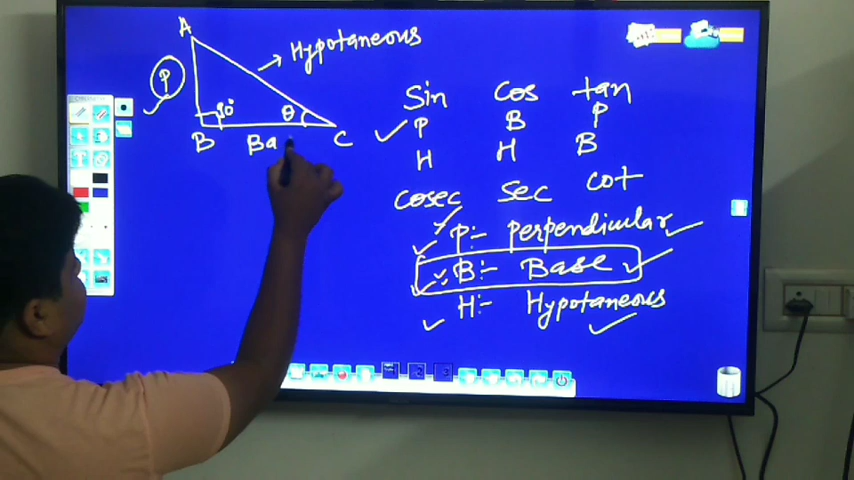 A
Hypotaneous
P
90°
θ
B
Ba
C
Sin Cos tan
P B P
H H B
cosec sec cot
P:- perpendicular
B:- Base
H:- Hypotaneous